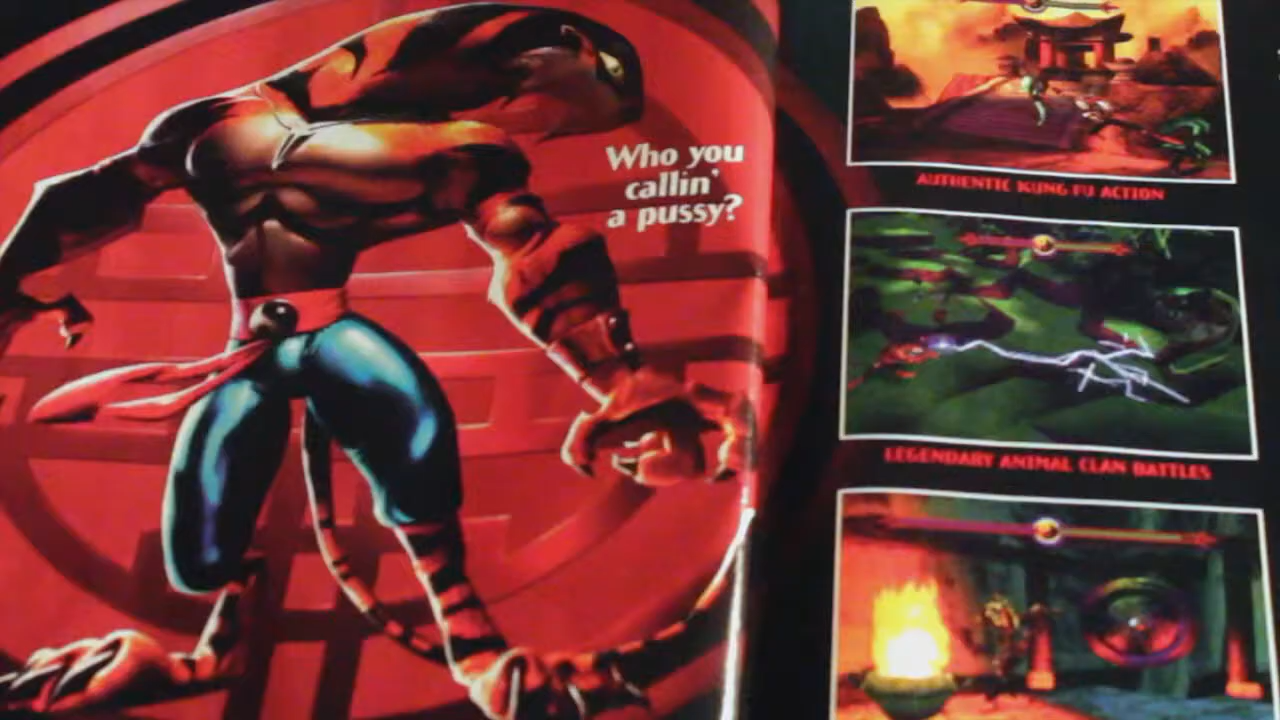 Who you
callin'
a pussy?
AUTHENTIC KUNG FU ACTION
LEGENDARY ANIMAL CLAN BATTLES